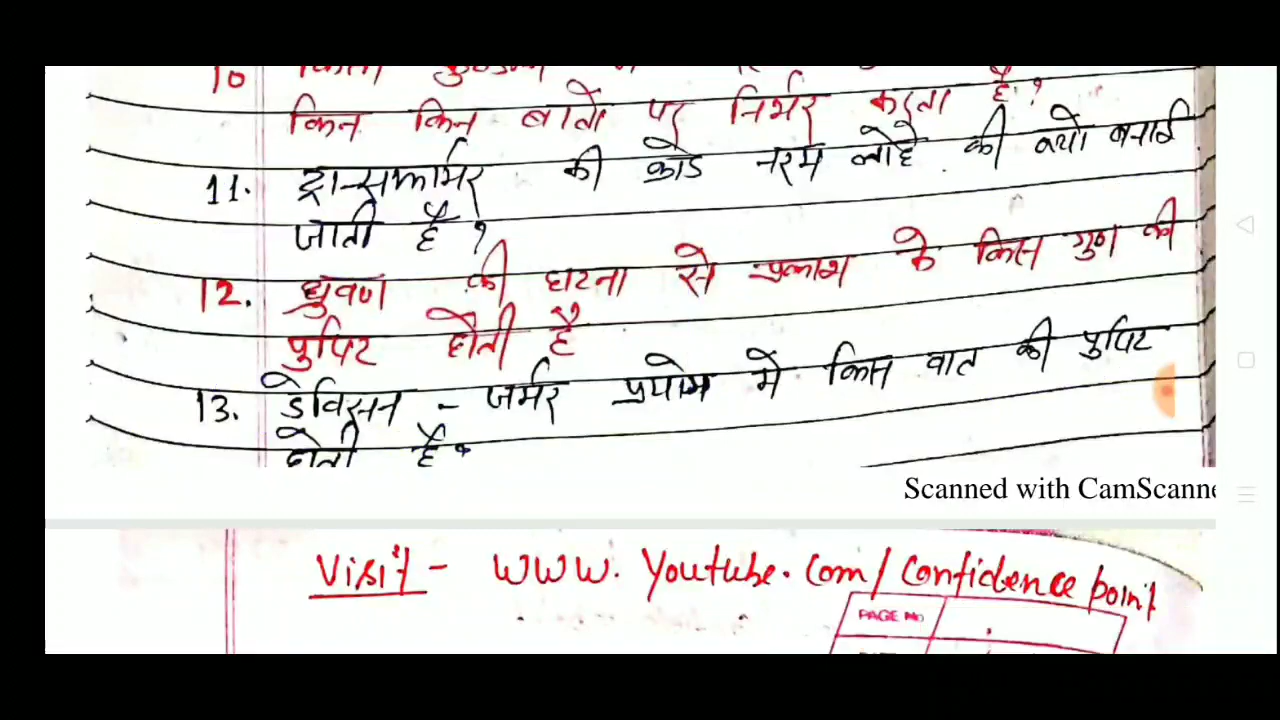 10
किन किन बातों पर निर्भर करता है?
11. ट्रान्सफार्मर की कोड नरम लोहे की क्यो बनाई
जाती है?
12. ध्रुवण की घटना से प्रकाश के किस गुण की
पुष्टि होती है
13. डेविसन - जर्मर प्रयोग में किस बात की पुष्टि
होती है?
Scanned with CamScanne
Visit - www.Youtube.Com/Confidence point
PAGE No